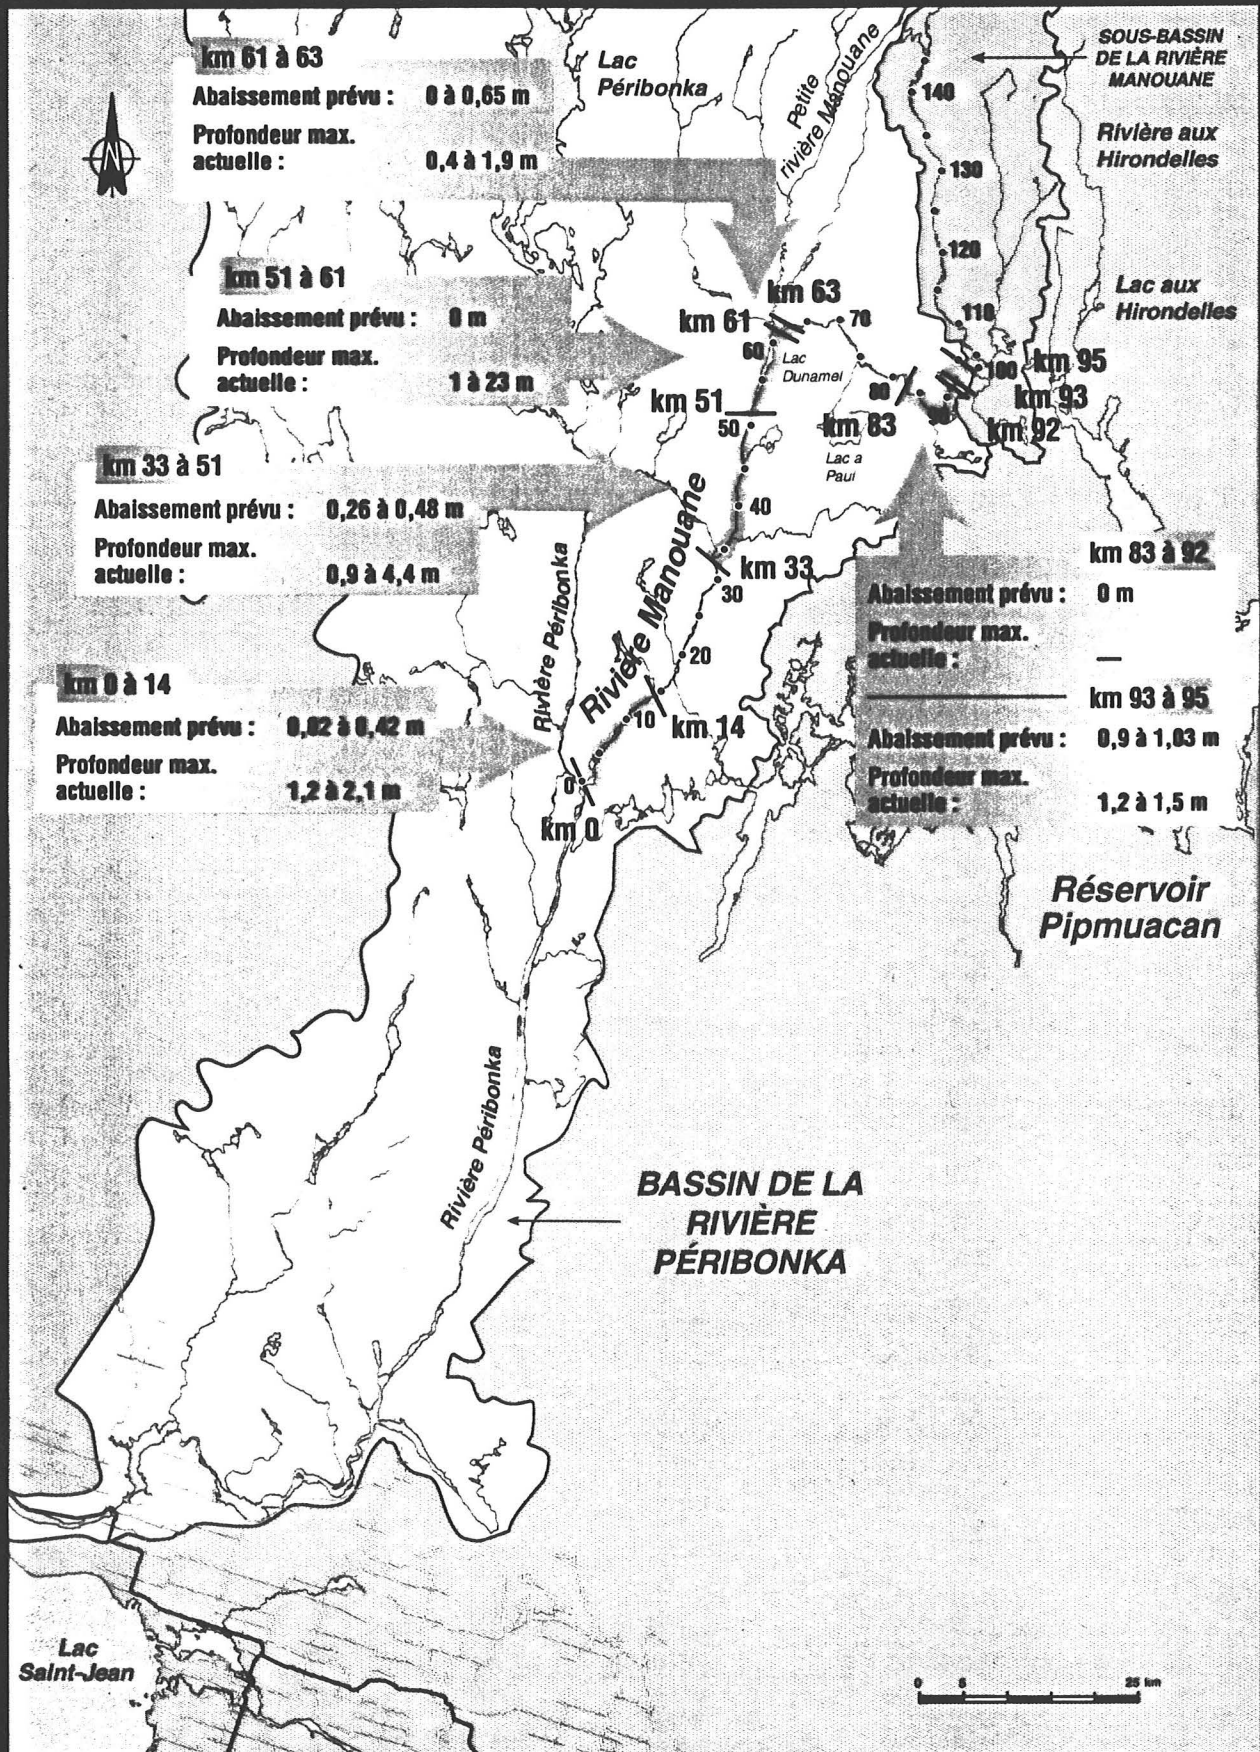 km 61 à 63
Abaissement prévu : 0 à 0,65 m
Profondeur max.
actuelle : 0,4 à 1,9 m
Lac
Péribonka
Petite
rivière Manouane
SOUS-BASSIN
DE LA RIVIÈRE
MANOUANE
140
Rivière aux
Hirondelles
130
120
110
Lac aux
Hirondelles
N
km 51 à 61
Abaissement prévu : 0 m
Profondeur max.
actuelle : 1 à 23 m
km 63
km 61
70
60
Lac
Dunamel
100
km 95
80
km 93
km 51
50
km 83
90
km 92
Lac a
Paul
km 33 à 51
Abaissement prévu : 0,26 à 0,48 m
Profondeur max.
actuelle : 0,9 à 4,4 m
40
km 33
30
Rivière Péribonka
Rivière Manouane
20
km 83 à 92
Abaissement prévu : 0 m
Profondeur max.
actuelle : —
km 93 à 95
Abaissement prévu : 0,9 à 1,03 m
Profondeur max.
actuelle : 1,2 à 1,5 m
km 0 à 14
Abaissement prévu : 0,02 à 0,42 m
Profondeur max.
actuelle : 1,2 à 2,1 m
10
km 14
0
km 0
Réservoir
Pipmuacan
Rivière Péribonka
BASSIN DE LA
RIVIÈRE
PÉRIBONKA
Lac
Saint-Jean
0 5 25 km